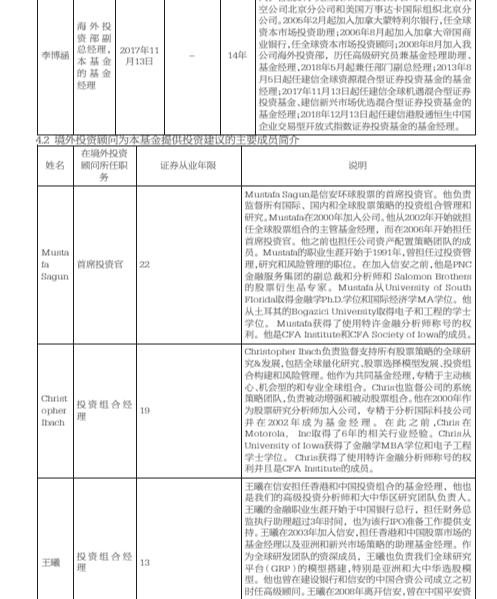 空公司北京分公司和美国万事达卡国际组织北京分
公司。2005年2月起加入加拿大蒙特利尔银行,任全球
资本市场投资助理;2006年8月起加入加拿大帝国商
业银行,任全球资本市场投资顾问;2008年8月加入我
公司海外投资部,历任高级研究员兼基金经理助理、
基金经理,2018年5月起兼任部门副总经理;2013年8
月5日起任建信全球资源混合型证券投资基金的基金
经理;2017年11月13日起任建信全球机遇混合型证券
投资基金、建信新兴市场优选混合型证券投资基金的
基金经理;2018年12月13日起任建信港股通恒生中国
企业交易型开放式指数证券投资基金的基金经理。
李博涵
海外投
资部副
总经理,
本基金
的基金
经理
2017年11
月13日
–
14年
4.2 境外投资顾问为本基金提供投资建议的主要成员简介
姓名
在境外投资
顾问所任职
务
证券从业年限
说明
Musta
fa
Sagun
首席投资官
22
Mustafa Sagun是信安环球股票的首席投资官。他负责
监督所有国际、国内和全球股票策略的投资组合管理和
研究。Mustafa在2000年加入公司。他从2002年开始就担
任全球股票组合的主管基金经理,而在2006年开始担任
首席投资官。他之前也担任公司资产配置策略团队的成
员。Mustafa的职业生涯开始于1991年,曾担任过投资管
理,研究和风险管理的职位。在加入信安之前,他是PNC
金融服务集团的副总裁和分析师和 Salomon Brothers
的股票衍生品专家。Mustafa从University of South
Florida取得金融学Ph.D.学位和国际经济学MA学位。他
从土耳其的Bogazici University取得电子和工程的学士
学位。 Mustafa获得了使用特许金融分析师称号的权
利。他是CFA Institute和CFA Society of Iowa的成员。
Christ
opher
Ibach
投资组合经
理
19
Christopher Ibach负责监督支持所有股票策略的全球研
究&发展,包括全球量化研究、股票选择模型发展、投资组
合建构和风险管理。他作为共同基金经理,专精于主动核
心、机会型的和专业全球组合。Chris也监督公司的系统
策略团队,负责被动增强和被动股票组合。他在2000年作
为股票研究分析师加入公司,专精于分析国际科技公司
并在2002年成为基金经理。在此之前,Chris在
Motorola, Inc取得了6年的相关行业经验。Chris从
University of Iowa获得了金融学MBA学位和电子工程
学士学位。 Chris获得了使用特许金融分析师称号的权
利并且是CFA Institute的成员。
王曦
投资组合经
理
13
王曦在信安担任香港和中国投资组合的基金经理,他也
是我们的高级投资分析师和大中华区研究团队负责人。
王曦的金融职业生涯开始于中国银行总行,担任财务总
监执行助理超过3年时间,也为该行IPO准备工作提供支
持。王曦在2003年加入信安,担任香港和中国股票市场的
基金经理以及亚洲和新兴市场策略的助理基金经理。作
为全球研发团队的资深成员,王曦也负责我们全球研究
平台(GRP)的模型搭建,特别是亚洲和大中华选股模
型。他也曾在建设银行和信安的中国合资公司成立之初
时任高级顾问。王曦在2008年离开信安,曾在中国平安资